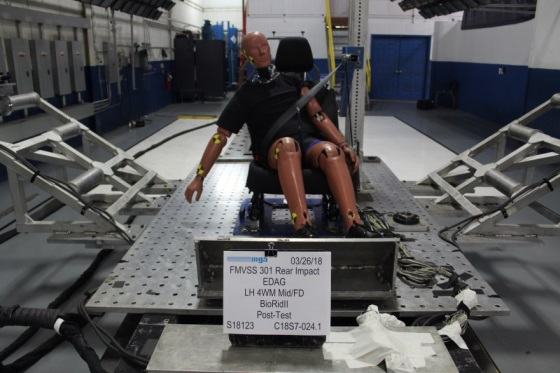 mga 03/26/18
FMVSS 301 Rear Impact
EDAG
LH 4WM Mid/FD
BioRidII
Post-Test
S18123 C18S7-024.1